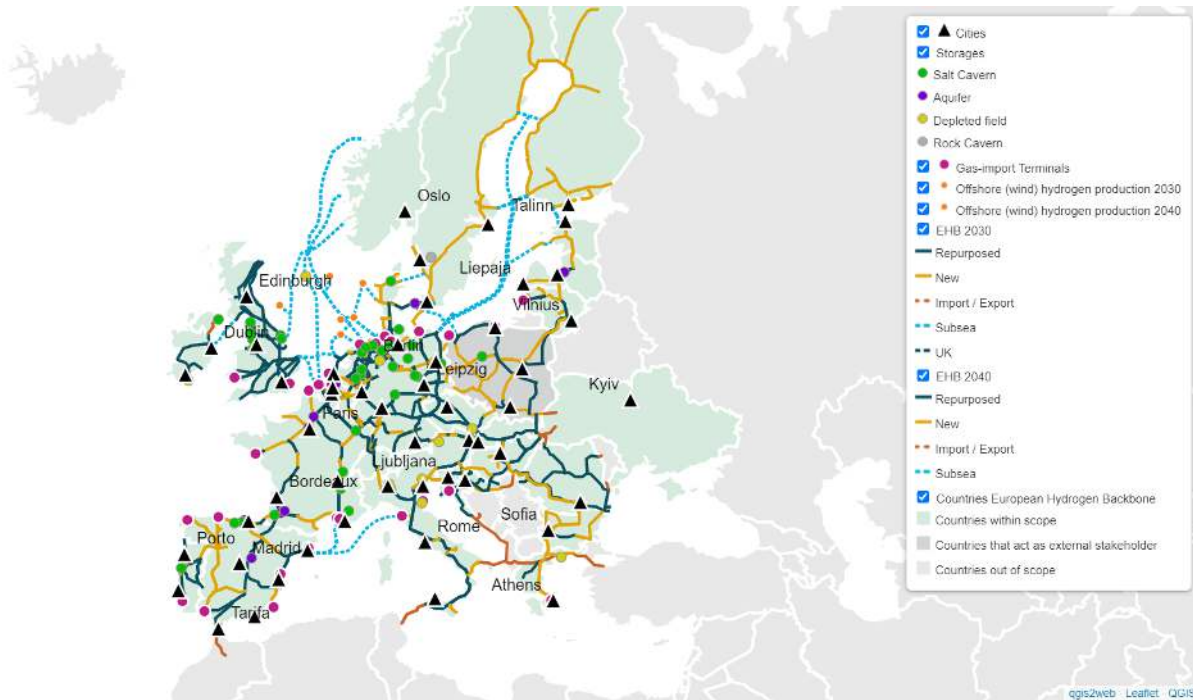 Cities
Storages
Salt Cavern
Aquifer
Depleted field
Rock Cavern
Gas-import Terminals
Offshore (wind) hydrogen production 2030
Offshore (wind) hydrogen production 2040
EHB 2030
Repurposed
New
Import / Export
Subsea
UK
EHB 2040
Repurposed
New
Import / Export
Subsea
Countries European Hydrogen Backbone
Countries within scope
Countries that act as external stakeholder
Countries out of scope
Oslo
Talinn
Liepaja
Edinburgh
Vilnius
Dublin
Berlin
Leipzig
Kyiv
Paris
Ljubljana
Bordeaux
Sofia
Rome
Porto
Madrid
Athens
Tarifa
qgis2web Leaflet QGIS